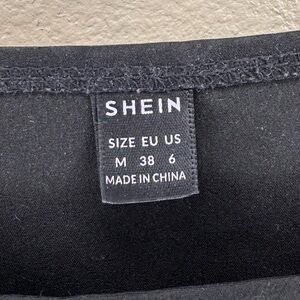 SHEIN
SIZE EU US
M 38 6
MADE IN CHINA